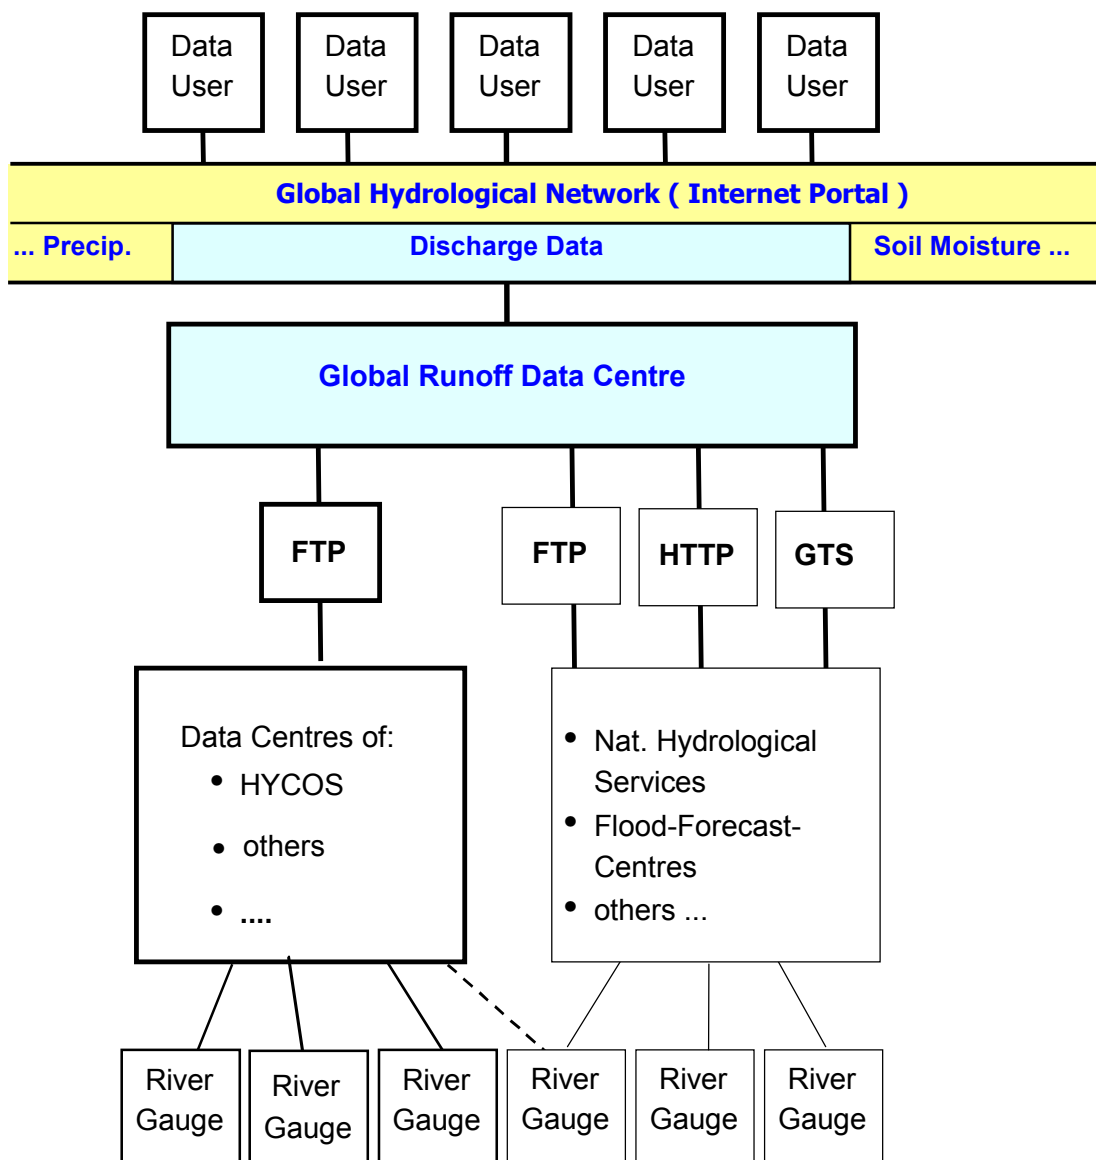 Data
User
Data
User
Data
User
Data
User
Data
User
Global Hydrological Network ( Internet Portal )
... Precip.
Discharge Data
Soil Moisture ...
Global Runoff Data Centre
FTP
FTP
HTTP
GTS
Data Centres of:
• HYCOS
• others
• ....
• Nat. Hydrological
Services
• Flood-Forecast-
Centres
• others ...
River
Gauge
River
Gauge
River
Gauge
River
Gauge
River
Gauge
River
Gauge